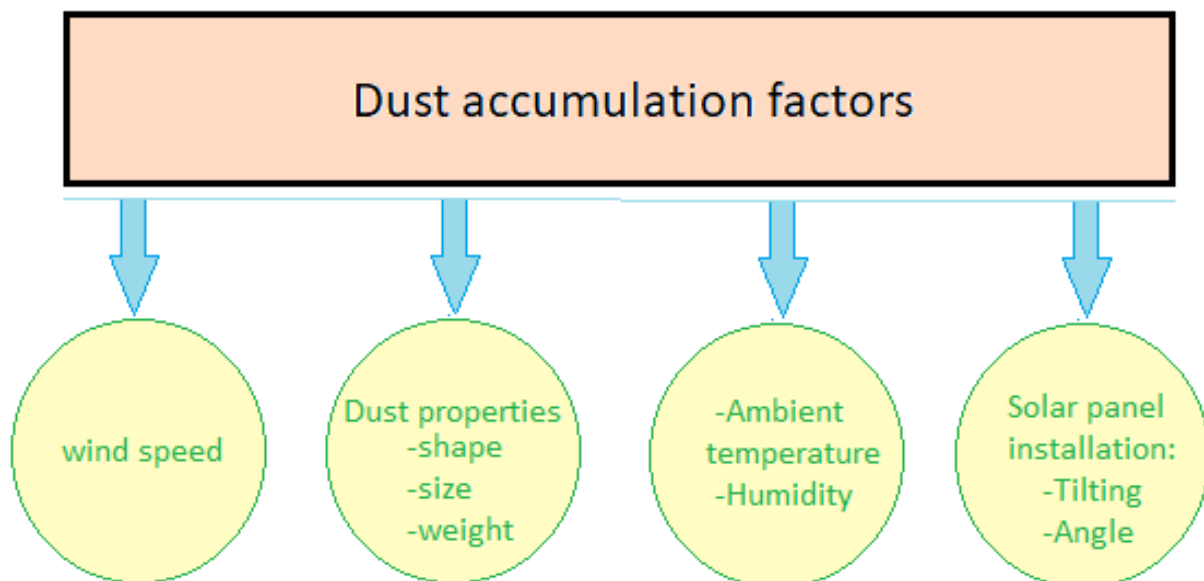 Dust accumulation factors
wind speed
Dust properties
-shape
-size
-weight
-Ambient
temperature
-Humidity
Solar panel
installation:
-Tilting
-Angle